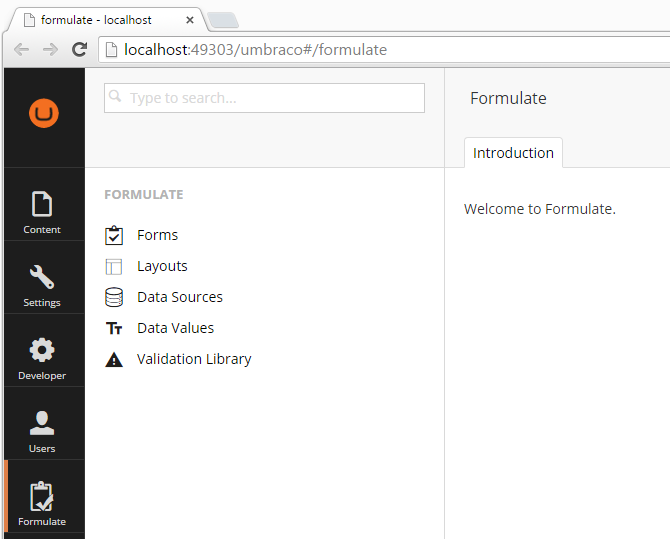 formulate - localhost
localhost:49303/umbraco#/formulate
Type to search...
Formulate
Introduction
Content
Settings
Developer
Users
Formulate
FORMULATE
Forms
Layouts
Data Sources
Data Values
Validation Library
Welcome to Formulate.